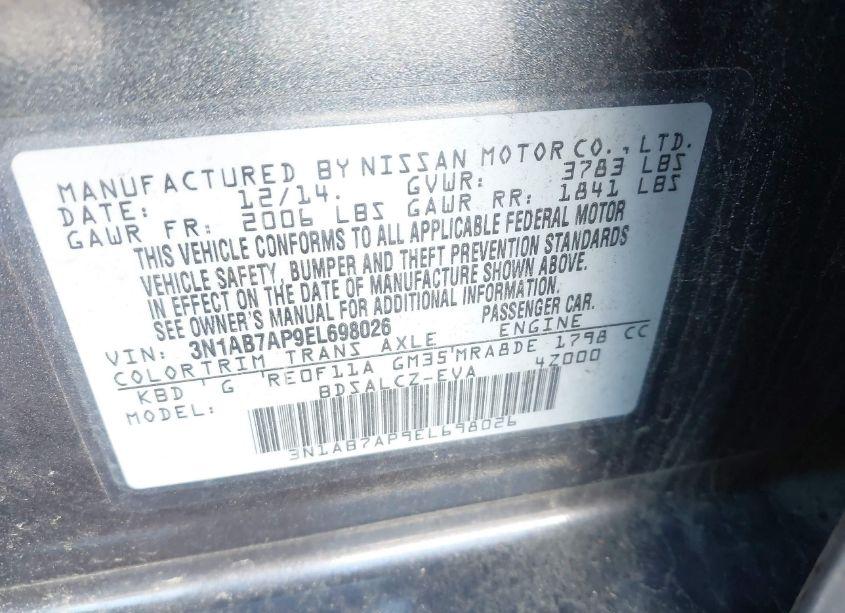 MANUFACTURED BY NISSAN MOTOR CO., LTD.
DATE: 12/14. GVWR: 3783 LBS
GAWR FR: 2006 LBS GAWR RR: 1841 LBS
THIS VEHICLE CONFORMS TO ALL APPLICABLE FEDERAL MOTOR
VEHICLE SAFETY, BUMPER AND THEFT PREVENTION STANDARDS
IN EFFECT ON THE DATE OF MANUFACTURE SHOWN ABOVE.
SEE OWNER'S MANUAL FOR ADDITIONAL INFORMATION.
VIN: 3N1AB7AP9EL698026 PASSENGER CAR.
COLOR TRIM TRANS AXLE ENGINE
KBD G RE0F11A GM35 MRA8DE 1798 CC
MODEL: BDSALCZ-EVA 4Z000
3N1AB7AP9EL698026